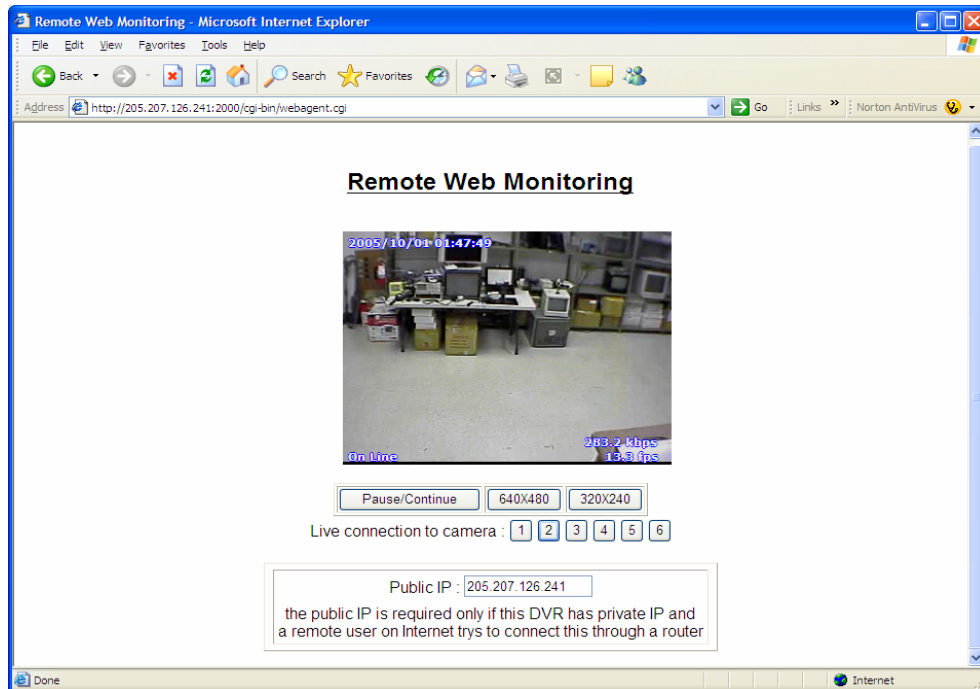 Remote Web Monitoring - Microsoft Internet Explorer
File Edit View Favorites Tools Help
Back Search Favorites
Address http://205.207.126.241:2000/cgi-bin/webagent.cgi Go Links » Norton AntiVirus
Remote Web Monitoring
2005/10/01 01:47:49
283.2 kbps
On Line 13.3 fps
Pause/Continue 640X480 320X240
Live connection to camera : 1 2 3 4 5 6
Public IP : 205.207.126.241
the public IP is required only if this DVR has private IP and
a remote user on Internet trys to connect this through a router
Done Internet